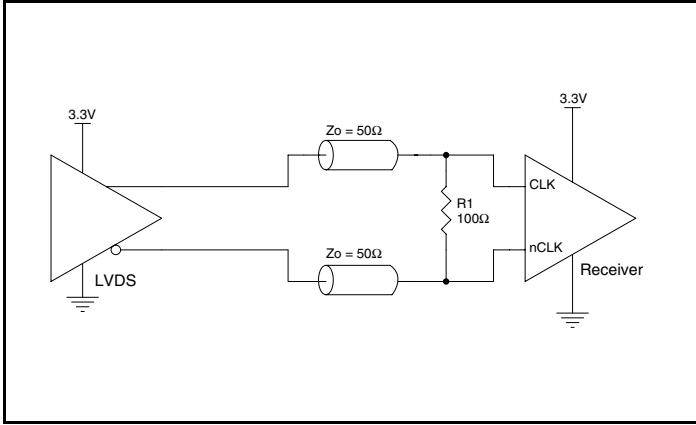 3.3V
3.3V
Zo = 50Ω
CLK
R1
100Ω
nCLK
Zo = 50Ω
Receiver
LVDS